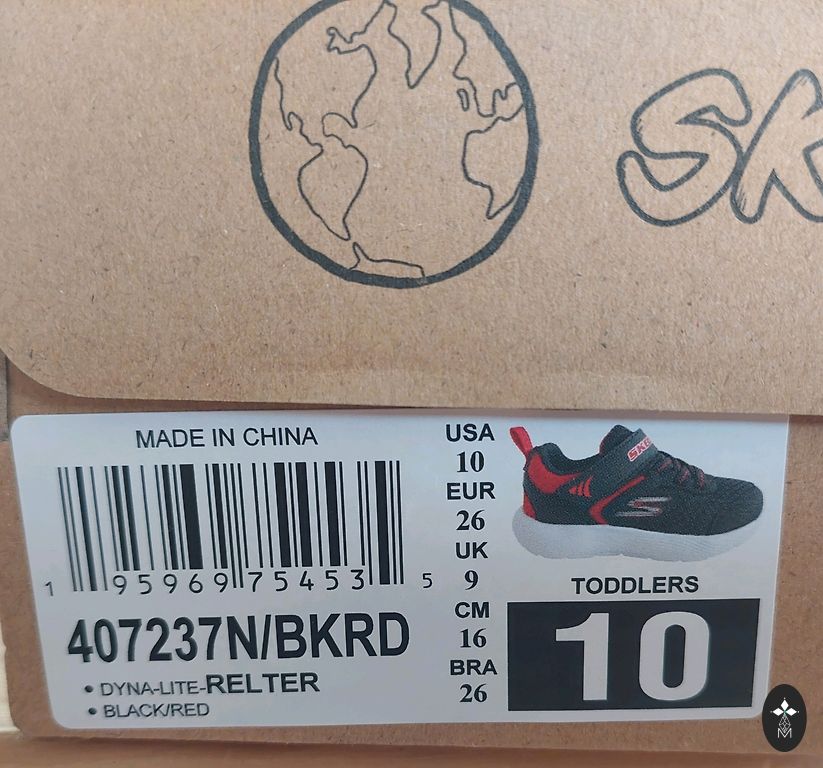 SK
MADE IN CHINA
1 95969 75453 5
407237N/BKRD
• DYNA-LITE-RELTER
• BLACK/RED
USA
10
EUR
26
UK
9
CM
16
BRA
26
TODDLERS
10